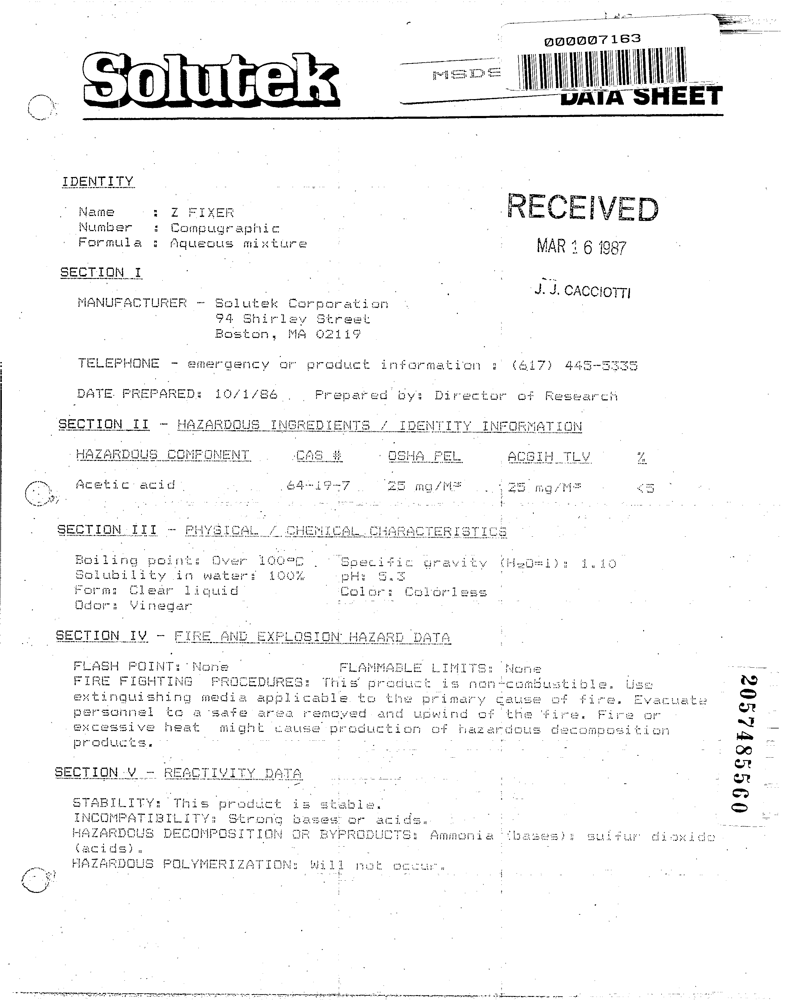 000007163
Solutek
MSDS
DATA SHEET
IDENTITY
Name : Z FIXER
Number : Compugraphic
Formula : Aqueous mixture
RECEIVED
MAR 16 1987
J. J. CACCIOTTI
SECTION I
MANUFACTURER - Solutek Corporation
94 Shirley Street
Boston, MA 02119
TELEPHONE - emergency or product information : (617) 445-5335
DATE PREPARED: 10/1/86 Prepared by: Director of Research
SECTION II - HAZARDOUS INGREDIENTS / IDENTITY INFORMATION
HAZARDOUS COMPONENT CAS # OSHA PEL ACGIH TLV %
Acetic acid 64-19-7 25 mg/M³ 25 mg/M³ <5
SECTION III - PHYSICAL / CHEMICAL CHARACTERISTICS
Boiling point: Over 100°C Specific gravity (H₂O=1): 1.10
Solubility in water: 100% pH: 5.3
Form: Clear liquid Color: Colorless
Odor: Vinegar
SECTION IV - FIRE AND EXPLOSION HAZARD DATA
FLASH POINT: None FLAMMABLE LIMITS: None
FIRE FIGHTING PROCEDURES: This product is non-combustible. Use
extinguishing media applicable to the primary cause of fire. Evacuate
personnel to a safe area removed and upwind of the fire. Fire or
excessive heat might cause production of hazardous decomposition
products.
SECTION V - REACTIVITY DATA
STABILITY: This product is stable.
INCOMPATIBILITY: Strong bases or acids.
HAZARDOUS DECOMPOSITION OR BYPRODUCTS: Ammonia (bases); sulfur dioxide
(acids).
HAZARDOUS POLYMERIZATION: Will not occur.
2057485560